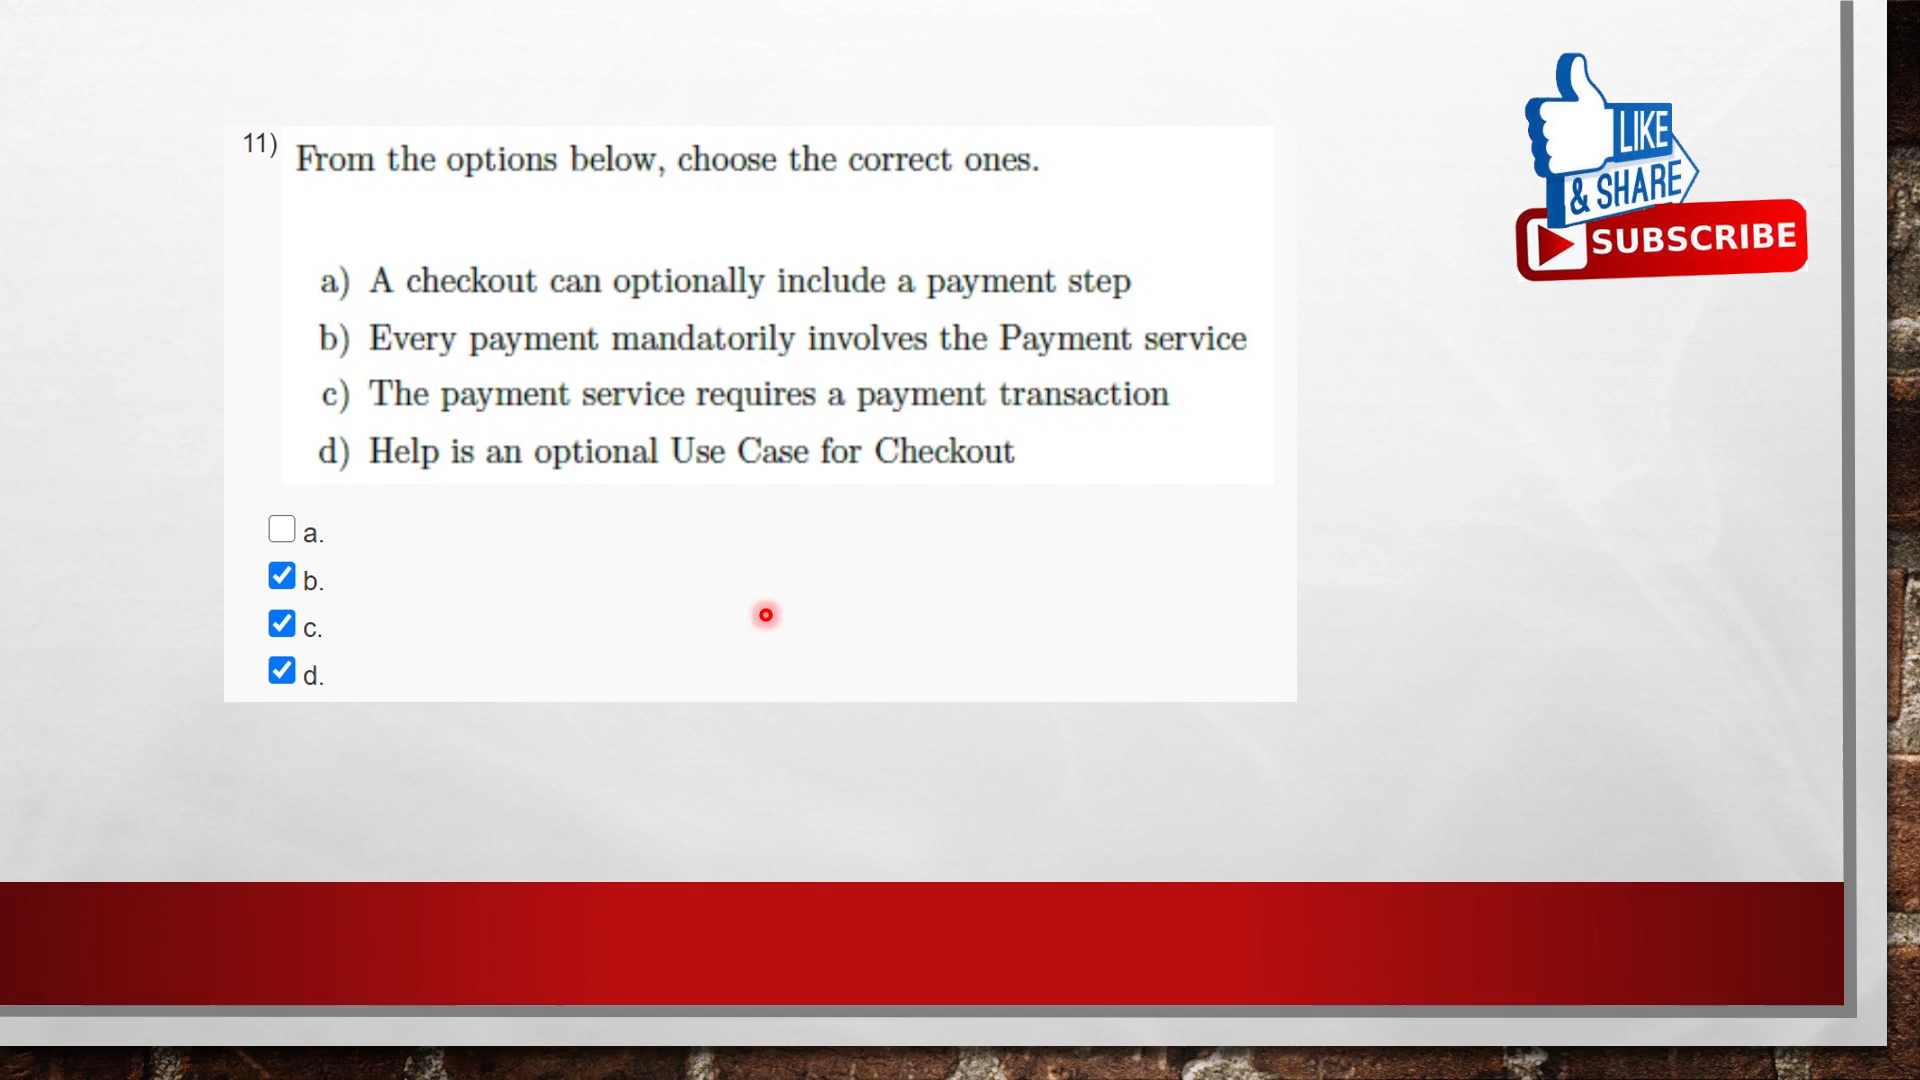 11)
From the options below, choose the correct ones.
a) A checkout can optionally include a payment step
b) Every payment mandatorily involves the Payment service
c) The payment service requires a payment transaction
d) Help is an optional Use Case for Checkout
a.
b.
c.
d.
LIKE
& SHARE
SUBSCRIBE